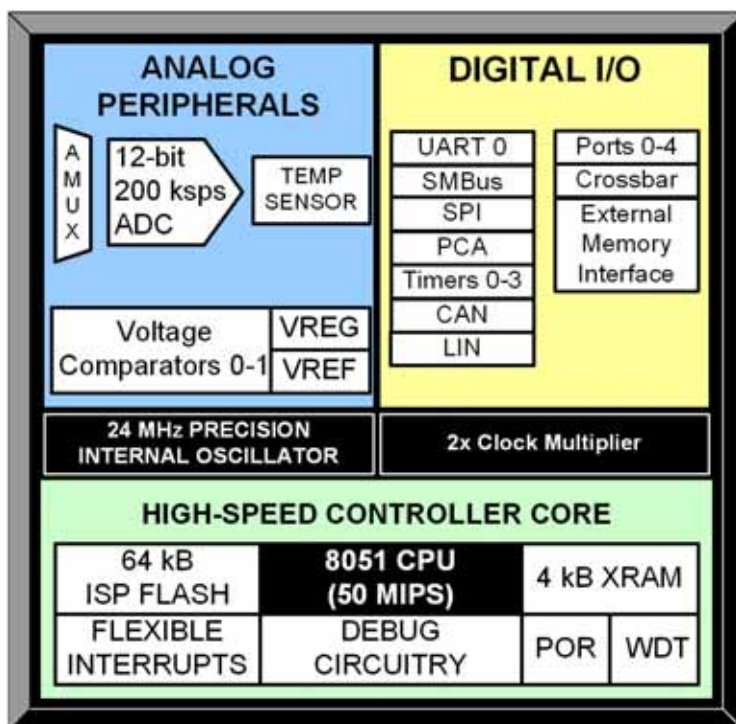 ANALOG
PERIPHERALS
AMUX
12-bit
200 ksps
ADC
TEMP
SENSOR
Voltage
Comparators 0-1
VREG
VREF
DIGITAL I/O
UART 0
SMBus
SPI
PCA
Timers 0-3
CAN
LIN
Ports 0-4
Crossbar
External
Memory
Interface
24 MHz PRECISION
INTERNAL OSCILLATOR
2x Clock Multiplier
HIGH-SPEED CONTROLLER CORE
64 kB
ISP FLASH
8051 CPU
(50 MIPS)
4 kB XRAM
FLEXIBLE
INTERRUPTS
DEBUG
CIRCUITRY
POR
WDT